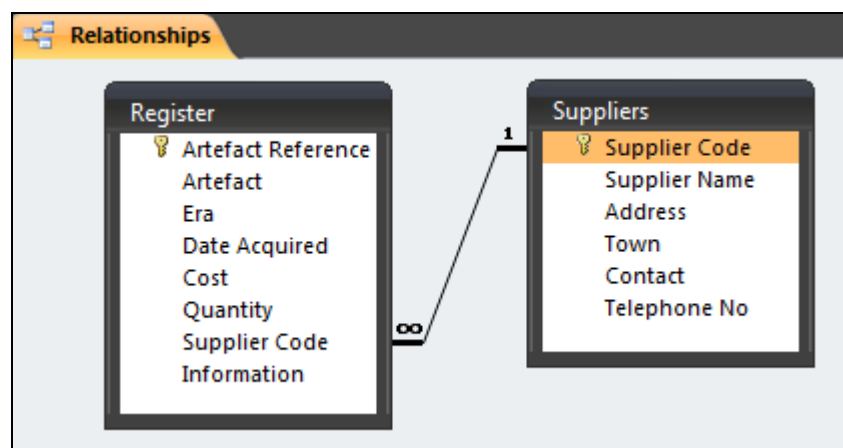 Relationships
Register
Artefact Reference
Artefact
Era
Date Acquired
Cost
Quantity
Supplier Code
Information
∞
1
Suppliers
Supplier Code
Supplier Name
Address
Town
Contact
Telephone No